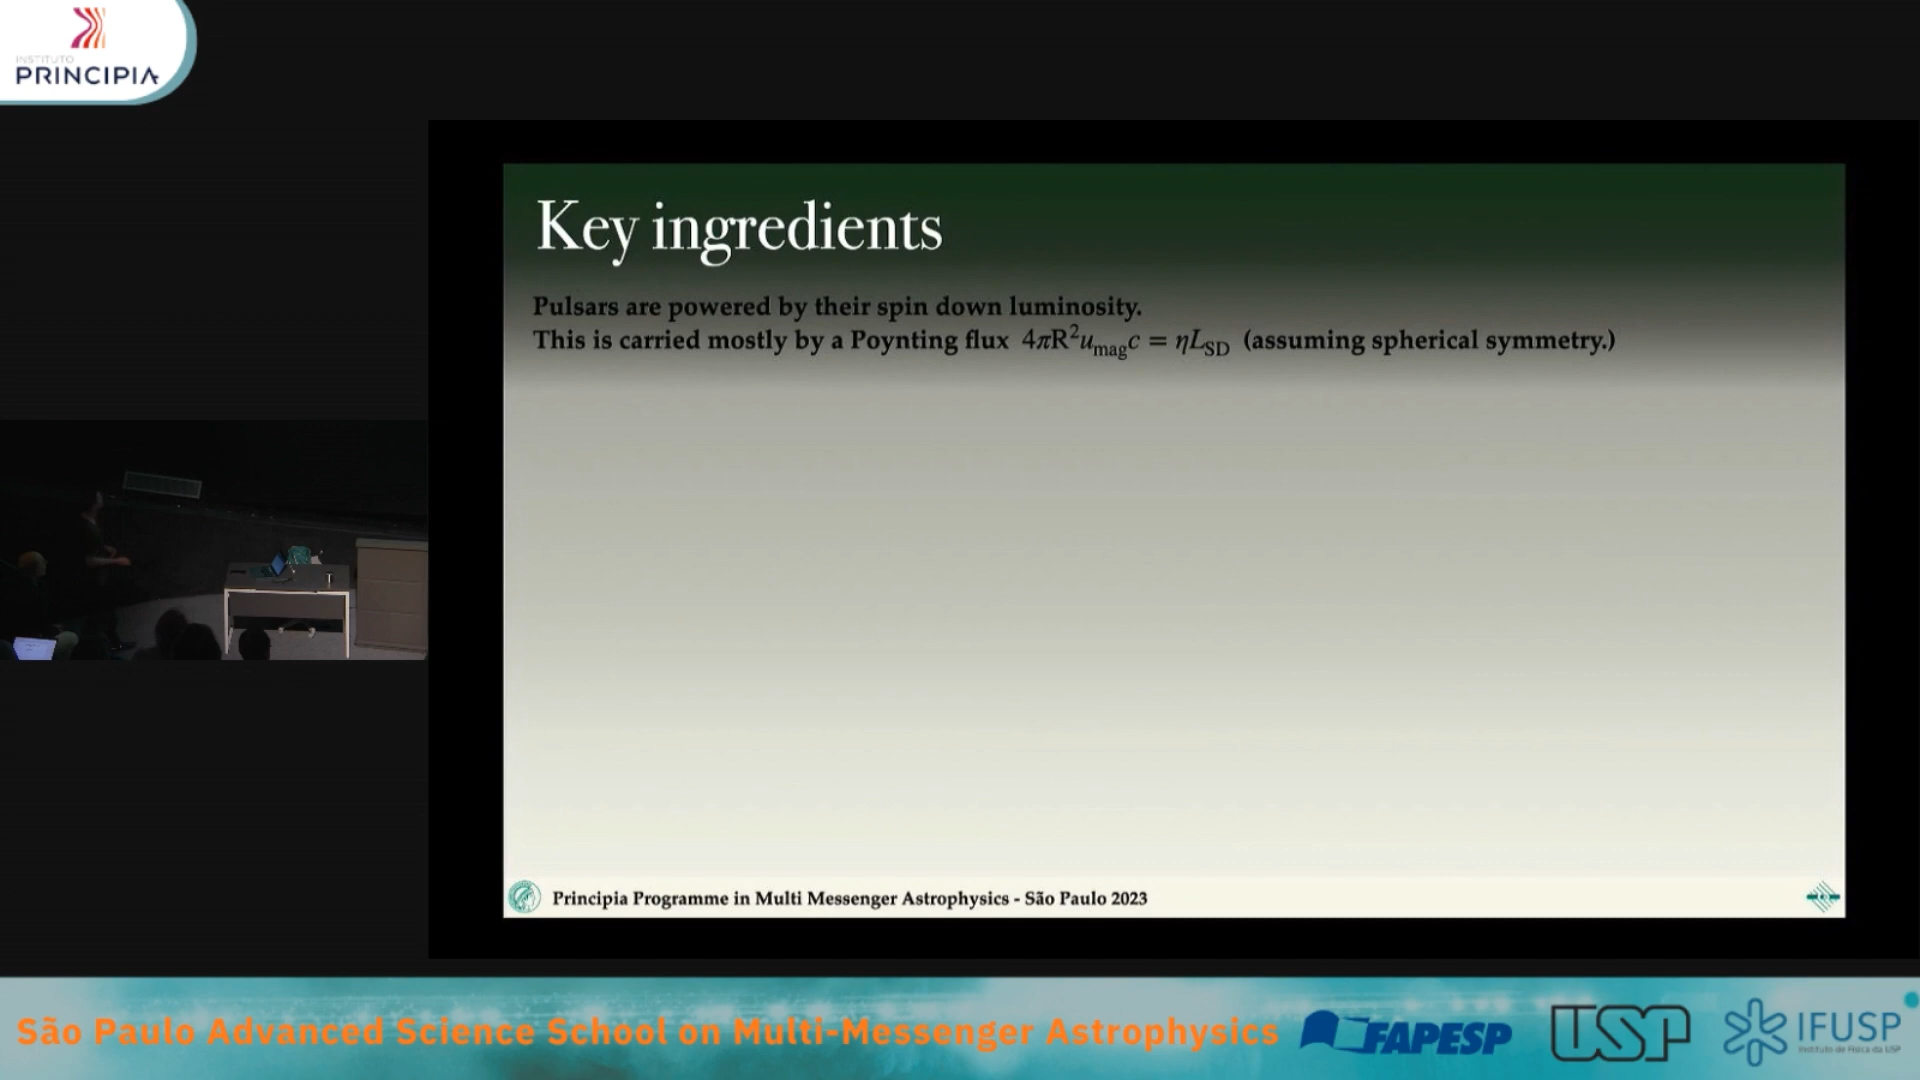 INSTITUTO
PRINCIPIA
Key ingredients
Pulsars are powered by their spin down luminosity.
This is carried mostly by a Poynting flux 4πR²u_mag c = ηL_SD (assuming spherical symmetry.)
Principia Programme in Multi Messenger Astrophysics - São Paulo 2023
São Paulo Advanced Science School on Multi-Messenger Astrophysics
FAPESP
USP
IFUSP
Instituto de Física da USP